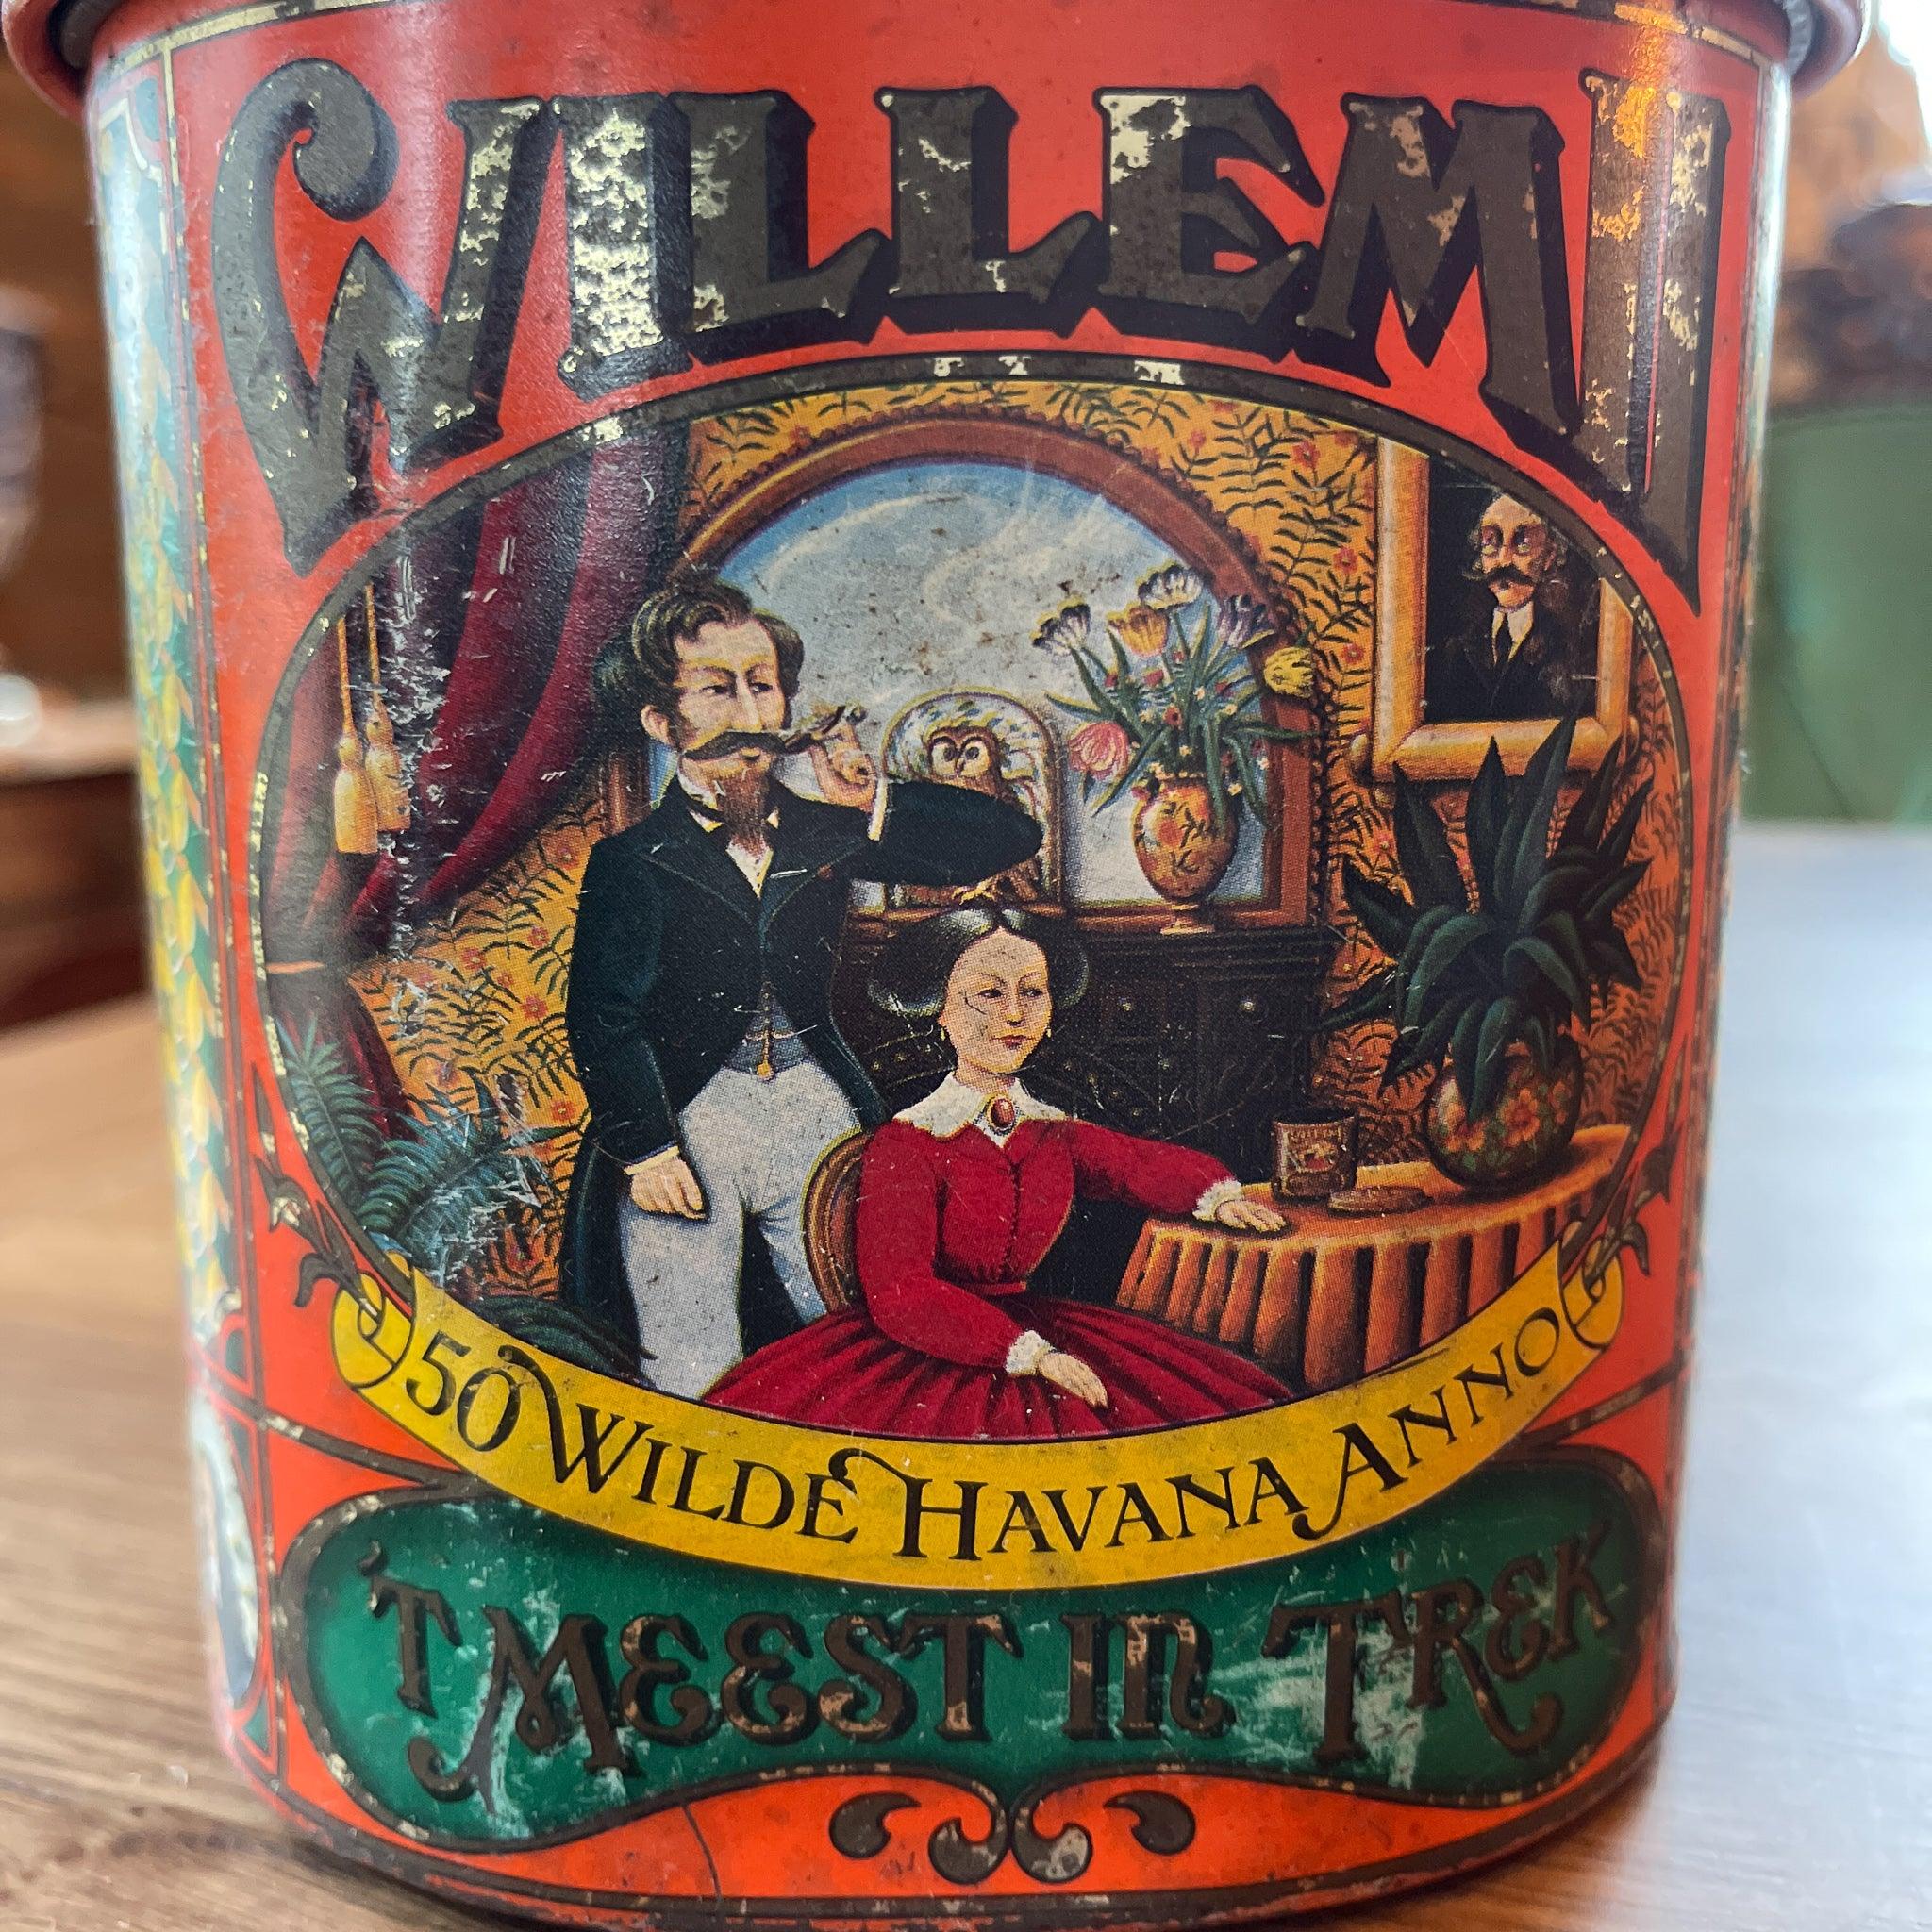 WILLEM II
50 WILDE HAVANA ANNO
'T MEEST IN TREK